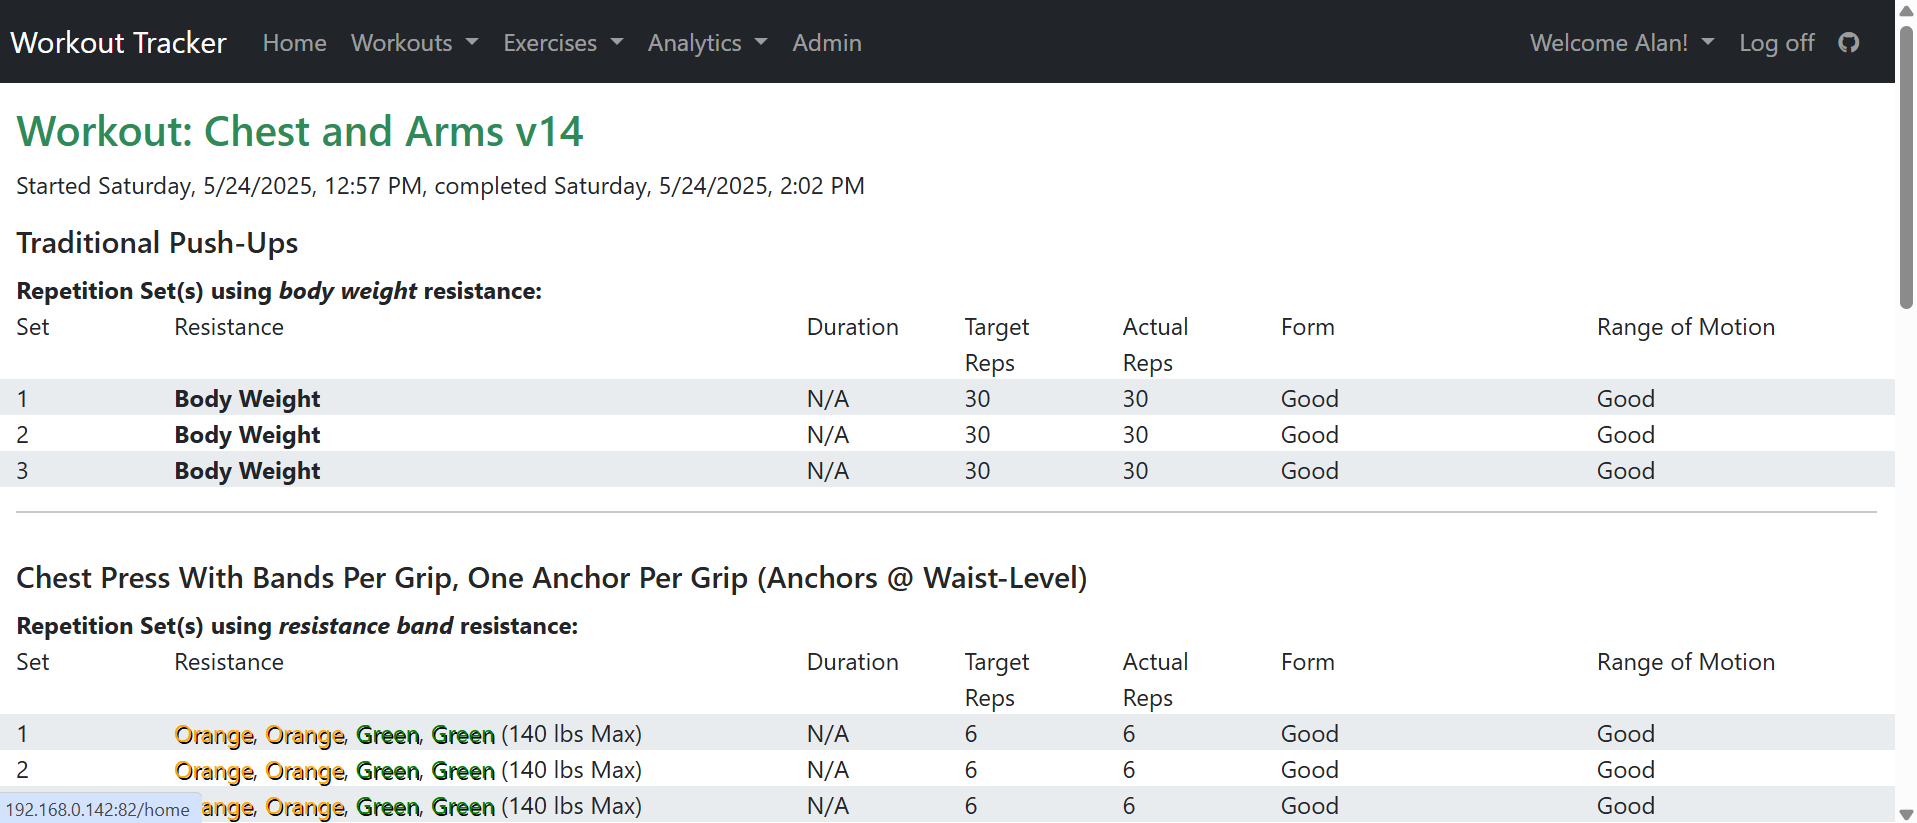 Workout Tracker Home Workouts Exercises Analytics Admin Welcome Alan! Log off
Workout: Chest and Arms v14
Started Saturday, 5/24/2025, 12:57 PM, completed Saturday, 5/24/2025, 2:02 PM
Traditional Push-Ups
Repetition Set(s) using body weight resistance:
Set Resistance Duration Target Reps Actual Reps Form Range of Motion
1 Body Weight N/A 30 30 Good Good
2 Body Weight N/A 30 30 Good Good
3 Body Weight N/A 30 30 Good Good
Chest Press With Bands Per Grip, One Anchor Per Grip (Anchors @ Waist-Level)
Repetition Set(s) using resistance band resistance:
Set Resistance Duration Target Reps Actual Reps Form Range of Motion
1 Orange, Orange, Green, Green (140 lbs Max) N/A 6 6 Good Good
2 Orange, Orange, Green, Green (140 lbs Max) N/A 6 6 Good Good
ange, Orange, Green, Green (140 lbs Max) N/A 6 6 Good Good
192.168.0.142:82/home